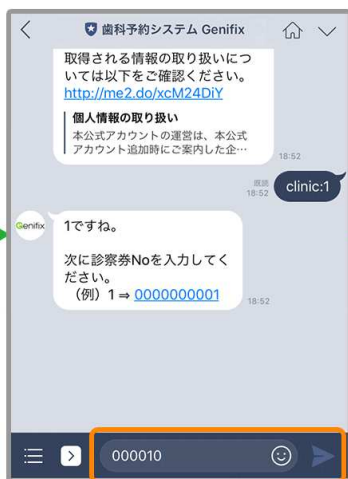 歯科予約システム Genifix
取得される情報の取り扱いにつ
いては以下をご確認ください。
http://me2.do/xcM24DiY
個人情報の取り扱い
本公式アカウントの運営は、本公式
アカウント追加時にご案内した企…
18:52
既読
18:52
clinic:1
Genifix
1ですね。
次に診察券Noを入力してく
ださい。
（例）1 ⇒ 0000000001
18:52
000010